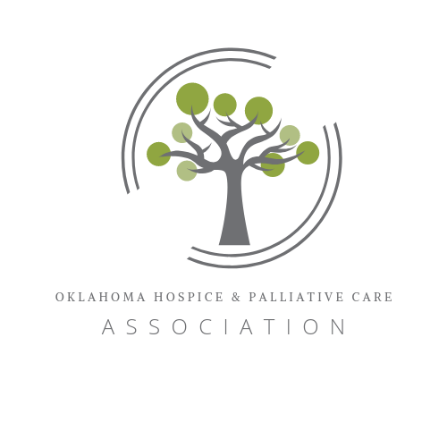 OKLAHOMA HOSPICE & PALLIATIVE CARE
ASSOCIATION